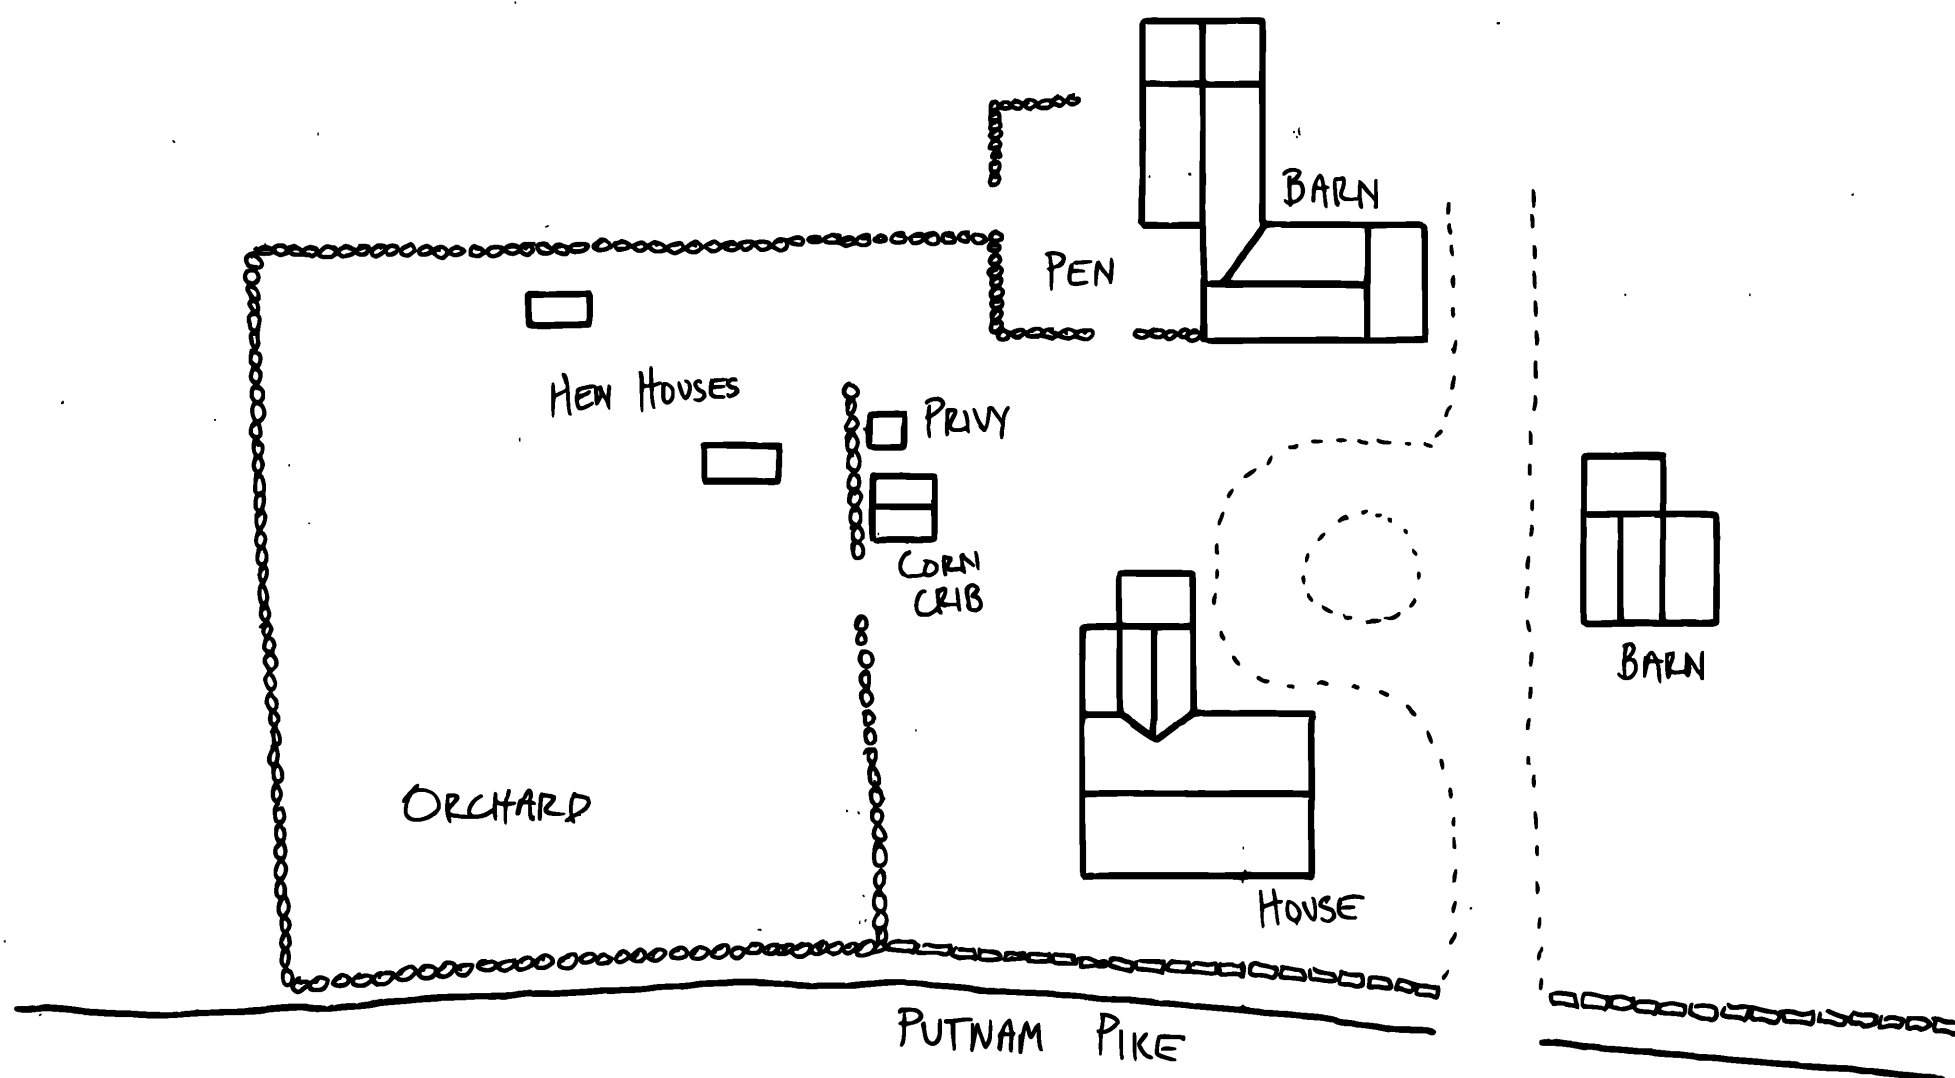 BARN
PEN
HEN HOUSES
PRIVY
CORN
CRIB
BARN
ORCHARD
HOUSE
PUTNAM PIKE